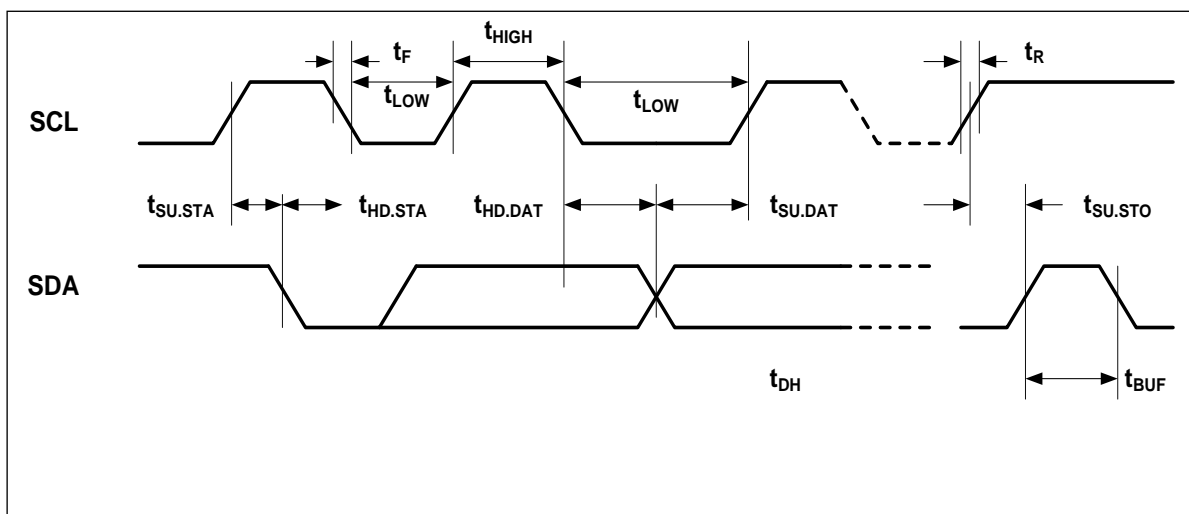 tHIGH
tF
tR
tLOW
tLOW
SCL
tSU.STA
tHD.STA
tHD.DAT
tSU.DAT
tSU.STO
SDA
tDH
tBUF